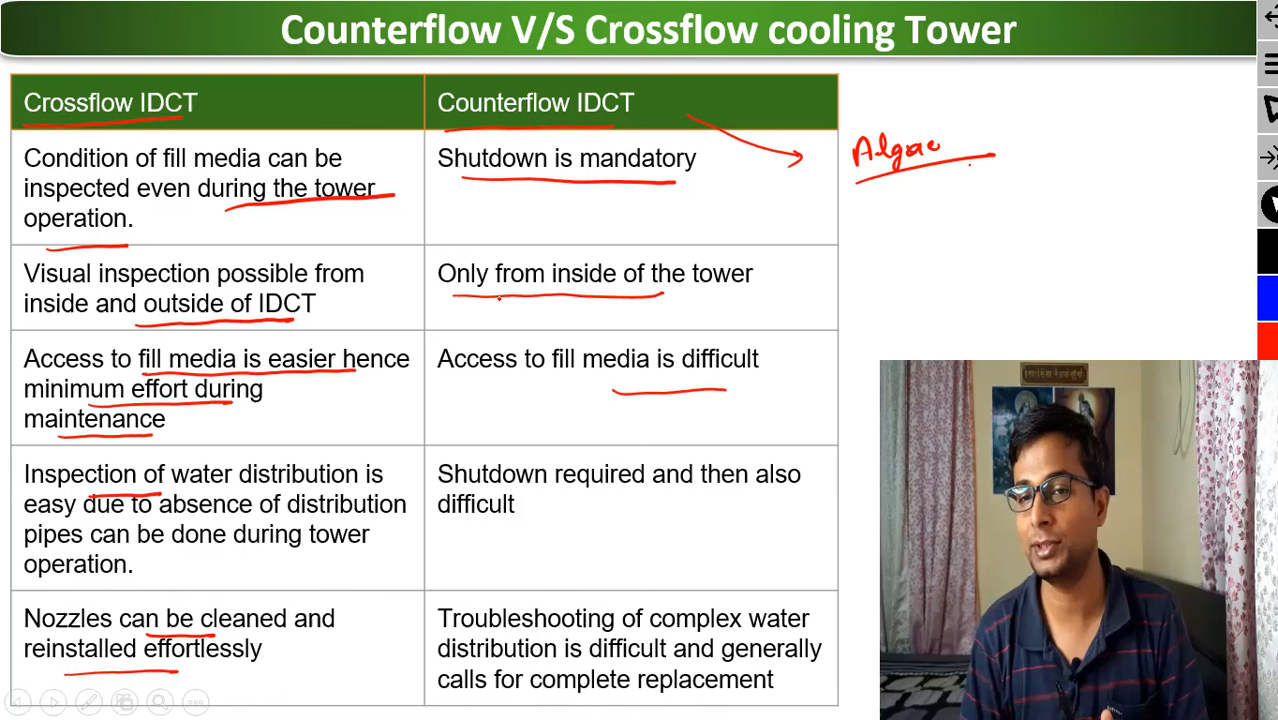 Counterflow V/S Crossflow cooling Tower
Crossflow IDCT
Counterflow IDCT
Condition of fill media can be
inspected even during the tower
operation.
Shutdown is mandatory
Algae
Visual inspection possible from
inside and outside of IDCT
Only from inside of the tower
Access to fill media is easier hence
minimum effort during
maintenance
Access to fill media is difficult
Inspection of water distribution is
easy due to absence of distribution
pipes can be done during tower
operation.
Shutdown required and then also
difficult
Nozzles can be cleaned and
reinstalled effortlessly
Troubleshooting of complex water
distribution is difficult and generally
calls for complete replacement